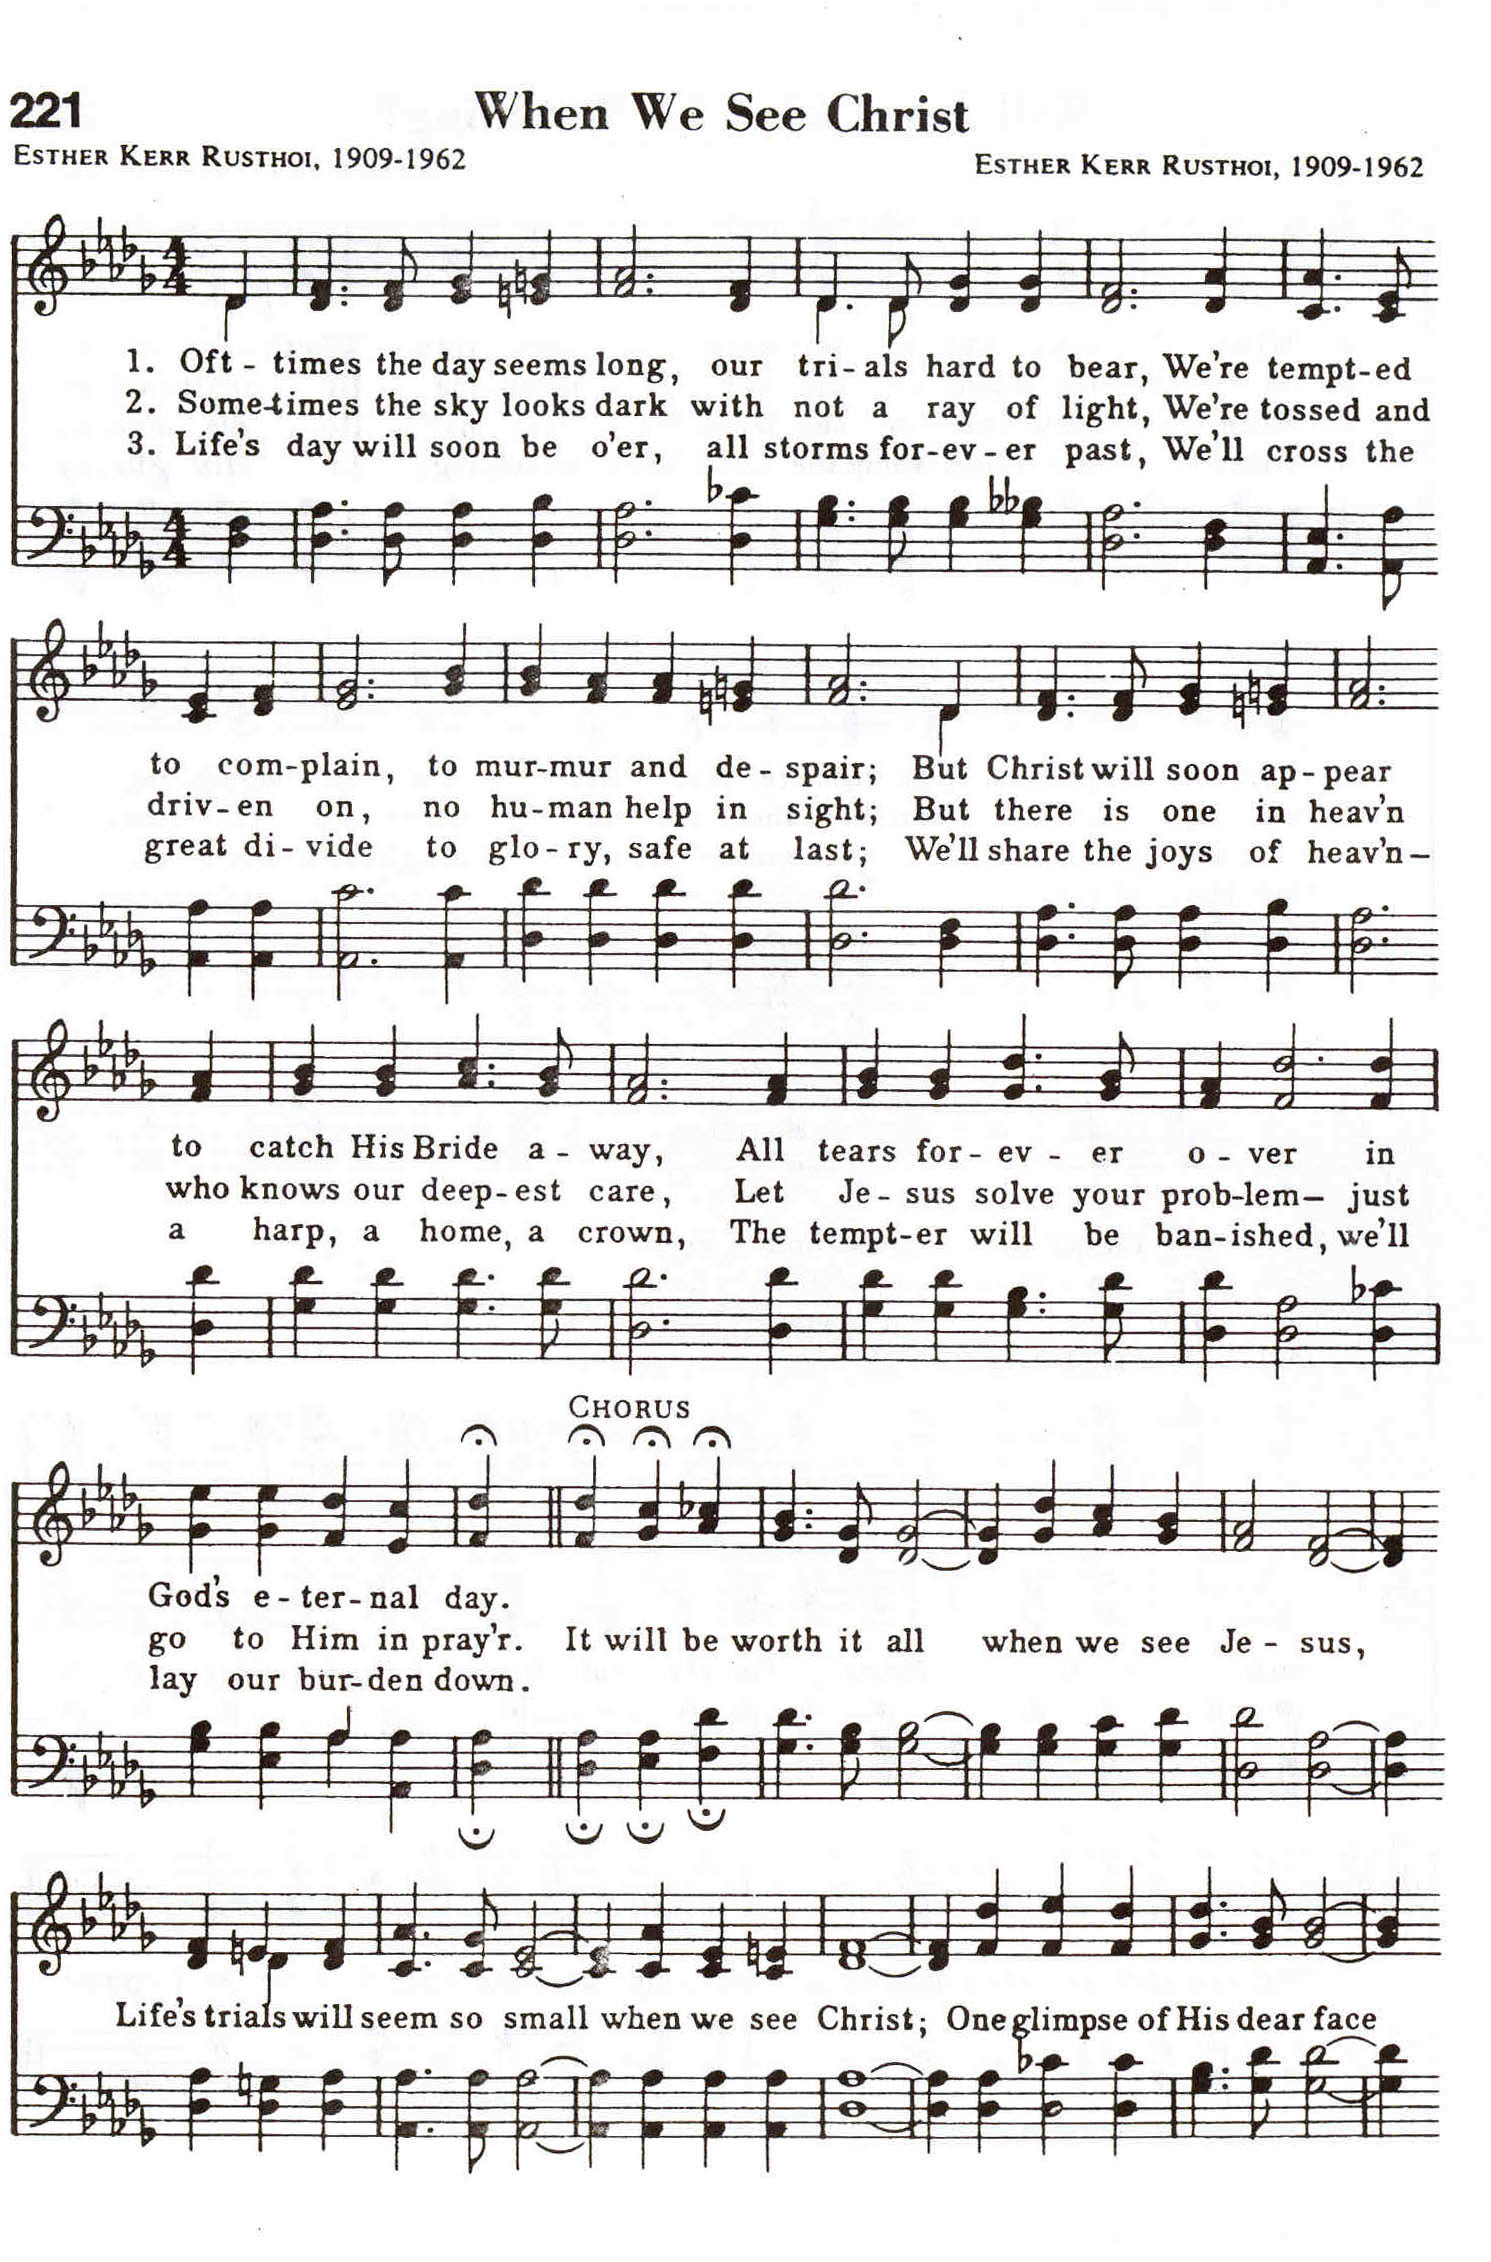 221
When We See Christ
ESTHER KERR RUSTHOI, 1909-1962
ESTHER KERR RUSTHOI, 1909-1962
1. Oft - times the day seems long, our tri - als hard to bear, We're tempt-ed
2. Some-times the sky looks dark with not a ray of light, We're tossed and
3. Life's day will soon be o'er, all storms for-ev-er past, We'll cross the
to com-plain, to mur-mur and de - spair; But Christ will soon ap-pear
driv-en on, no hu-man help in sight; But there is one in heav'n
great di - vide to glo-ry, safe at last; We'll share the joys of heav'n–
to catch His Bride a - way, All tears for - ev - er o - ver in
who knows our deep-est care, Let Je - sus solve your prob-lem– just
a harp, a home, a crown, The tempt-er will be ban-ished, we'll
CHORUS
God's e - ter-nal day.
go to Him in pray'r. It will be worth it all when we see Je - sus,
lay our bur-den down.
Life's trials will seem so small when we see Christ; One glimpse of His dear face